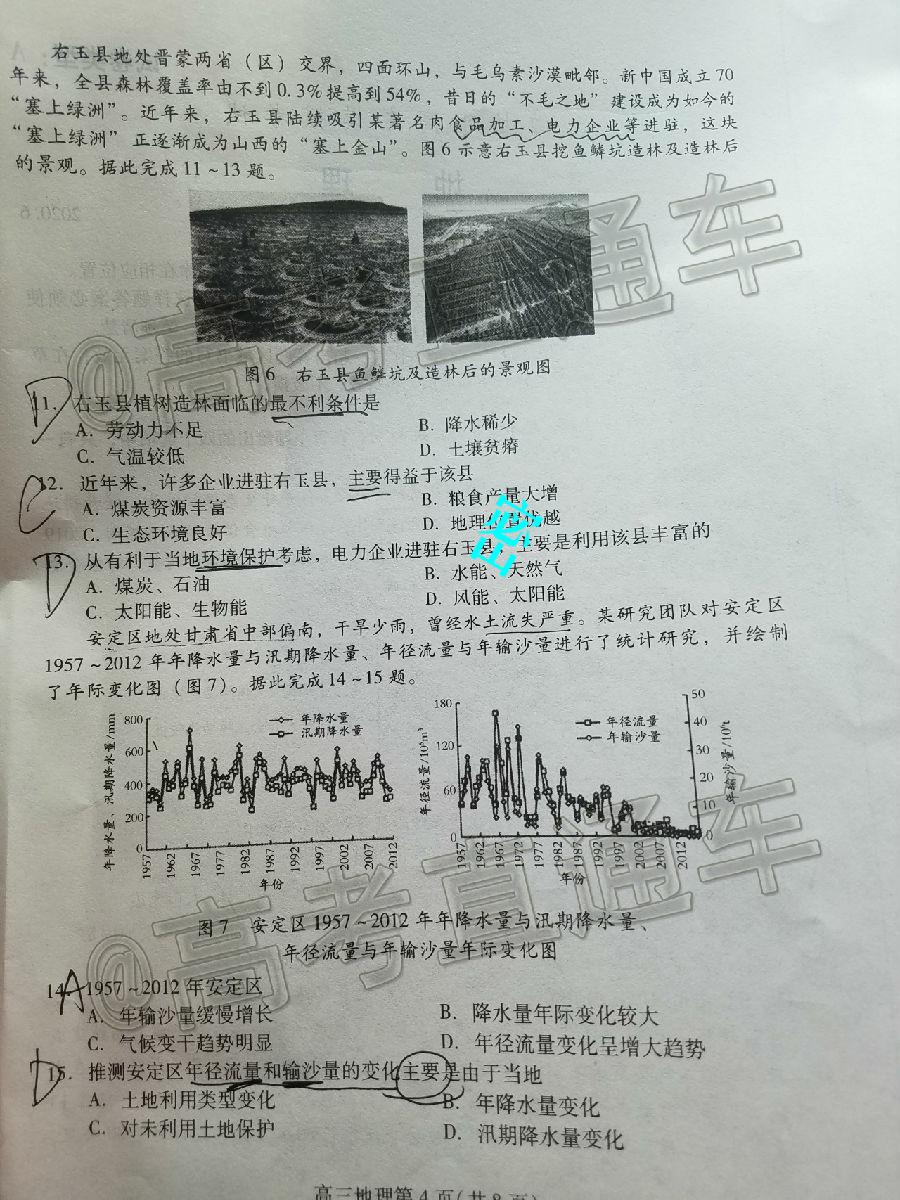 右玉县地处晋蒙两省（区）交界，四面环山，与毛乌素沙漠毗邻。新中国成立70
年来，全县森林覆盖率由不到0.3%提高到54%，昔日的“不毛之地”建设成为如今的
“塞上绿洲”。近年来，右玉县陆续吸引某著名肉食品加工、电力企业等进驻，这块
“塞上绿洲”正逐渐成为山西的“塞上金山”。图6示意右玉县挖鱼鳞坑造林及造林后
的景观。据此完成11～13题。
@高考直通车
图6 右玉县鱼鳞坑及造林后的景观图
D
11. 右玉县植树造林面临的最不利条件是
A. 劳动力不足 B. 降水稀少
C. 气温较低 D. 土壤贫瘠
C
12. 近年来，许多企业进驻右玉县，主要得益于该县
A. 煤炭资源丰富 B. 粮食产量大增
C. 生态环境良好 D. 地理位置优越
密
D
13. 从有利于当地环境保护考虑，电力企业进驻右玉县，主要是利用该县丰富的
A. 煤炭、石油 B. 水能、天然气
C. 太阳能、生物能 D. 风能、太阳能
安定区地处甘肃省中部偏南，干旱少雨，曾经水土流失严重。某研究团队对安定区
1957～2012年年降水量与汛期降水量、年径流量与年输沙量进行了统计研究，并绘制
了年际变化图（图7）。据此完成14～15题。
年降水量、汛期降水量/mm
800
600
400
200
0
年降水量
汛期降水量
1957 1962 1967 1972 1977 1982 1987 1992 1997 2002 2007 2012
年份
年径流量/10⁴m³
180
120
60
0
年径流量
年输沙量
50
40
30
20
10
0
年输沙量/10⁴t
1957 1962 1967 1972 1977 1982 1987 1992 1997 2002 2007 2012
年份
@高考直通车
图7 安定区1957～2012年年降水量与汛期降水量、
年径流量与年输沙量年际变化图
A
14. 1957～2012年安定区
A. 年输沙量缓慢增长 B. 降水量年际变化较大
C. 气候变干趋势明显 D. 年径流量变化呈增大趋势
D
15. 推测安定区年径流量和输沙量的变化主要是由于当地
A. 土地利用类型变化 B. 年降水量变化
C. 对未利用土地保护 D. 汛期降水量变化
高三地理第4页（共8页）